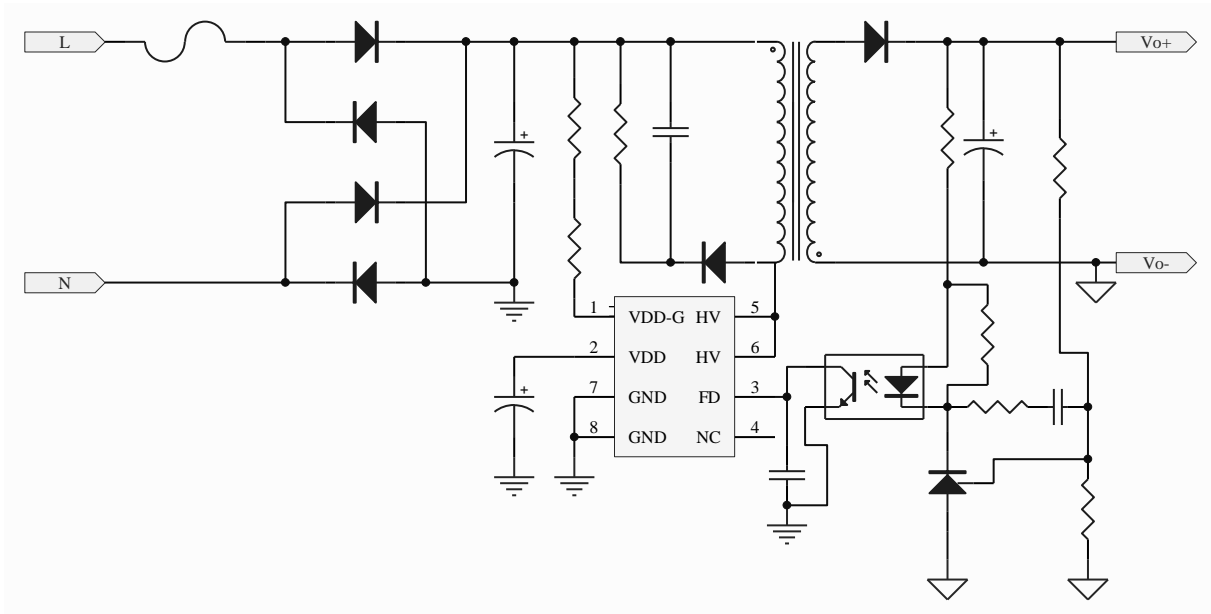 L
Vo+
+
+
N
Vo-
1 VDD-G HV 5
2 VDD HV 6
+
7 GND FD 3
8 GND NC 4